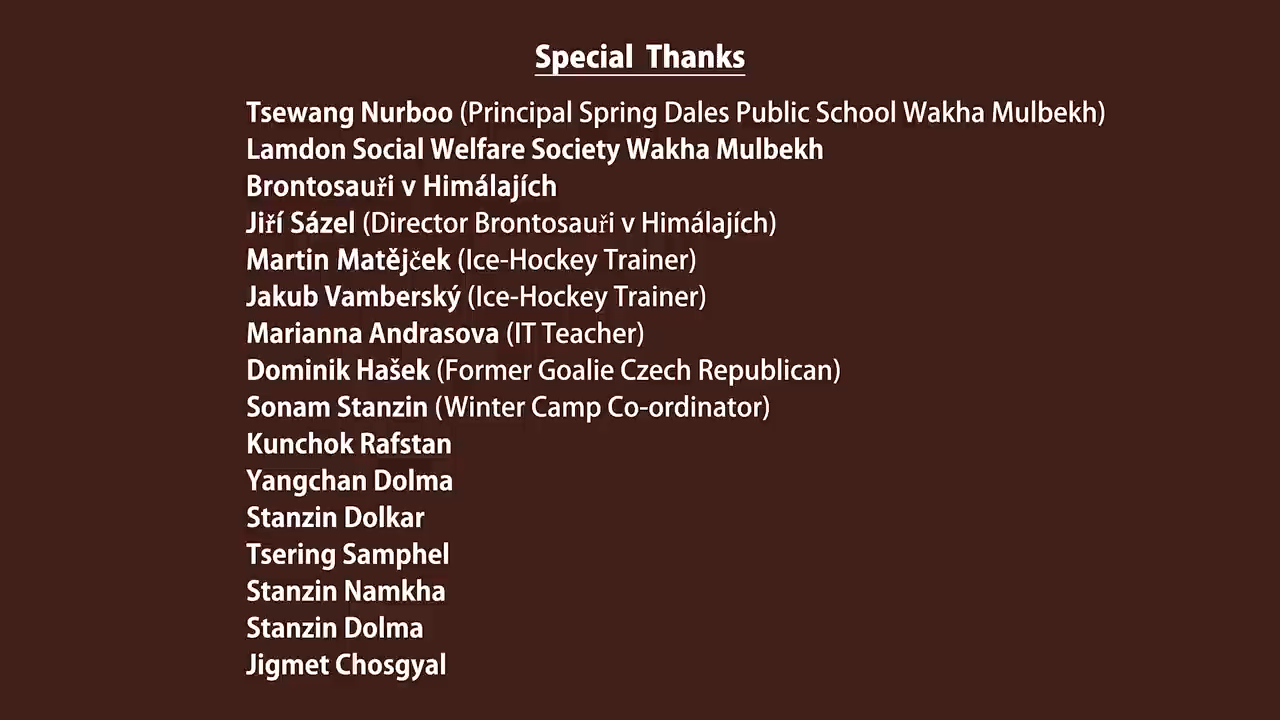 Special Thanks
Tsewang Nurboo (Principal Spring Dales Public School Wakha Mulbekh)
Lamdon Social Welfare Society Wakha Mulbekh
Brontosauři v Himálajích
Jiří Sázel (Director Brontosauři v Himálajích)
Martin Matějček (Ice-Hockey Trainer)
Jakub Vamberský (Ice-Hockey Trainer)
Marianna Andrasova (IT Teacher)
Dominik Hašek (Former Goalie Czech Republican)
Sonam Stanzin (Winter Camp Co-ordinator)
Kunchok Rafstan
Yangchan Dolma
Stanzin Dolkar
Tsering Samphel
Stanzin Namkha
Stanzin Dolma
Jigmet Chosgyal